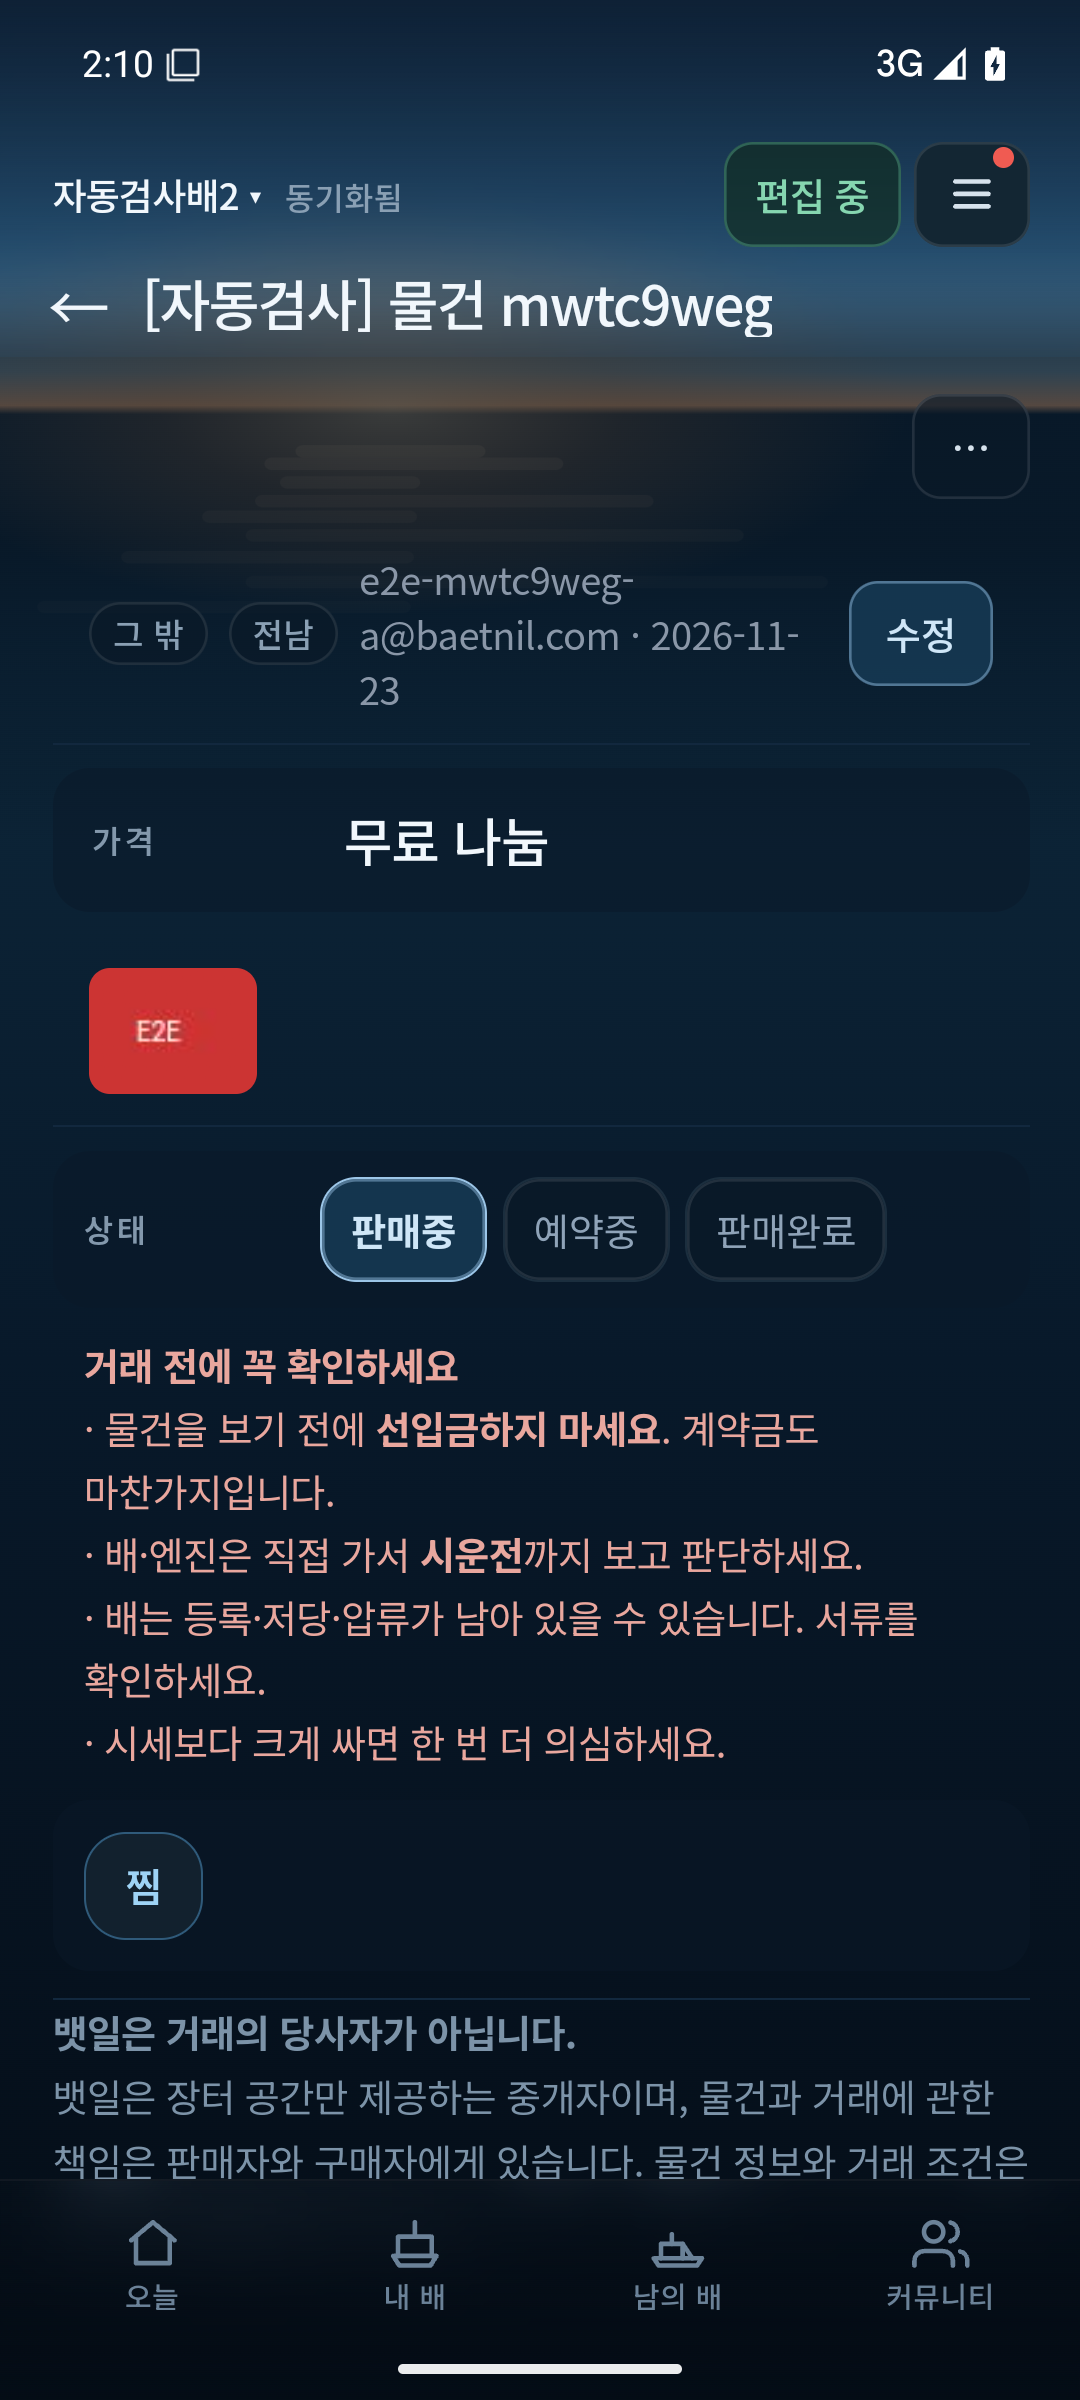 2:10
3G
자동검사배2 ▾ 동기화됨
편집 중
← [자동검사] 물건 mwtc9weg
···
그 밖
전남
e2e-mwtc9weg-
a@baetnil.com · 2026-11-
23
수정
가격
무료 나눔
E2E
상태
판매중
예약중
판매완료
거래 전에 꼭 확인하세요
· 물건을 보기 전에 선입금하지 마세요. 계약금도
마찬가지입니다.
· 배·엔진은 직접 가서 시운전까지 보고 판단하세요.
· 배는 등록·저당·압류가 남아 있을 수 있습니다. 서류를
확인하세요.
· 시세보다 크게 싸면 한 번 더 의심하세요.
찜
뱃일은 거래의 당사자가 아닙니다.
뱃일은 장터 공간만 제공하는 중개자이며, 물건과 거래에 관한
책임은 판매자와 구매자에게 있습니다. 물건 정보와 거래 조건은
오늘
내 배
남의 배
커뮤니티